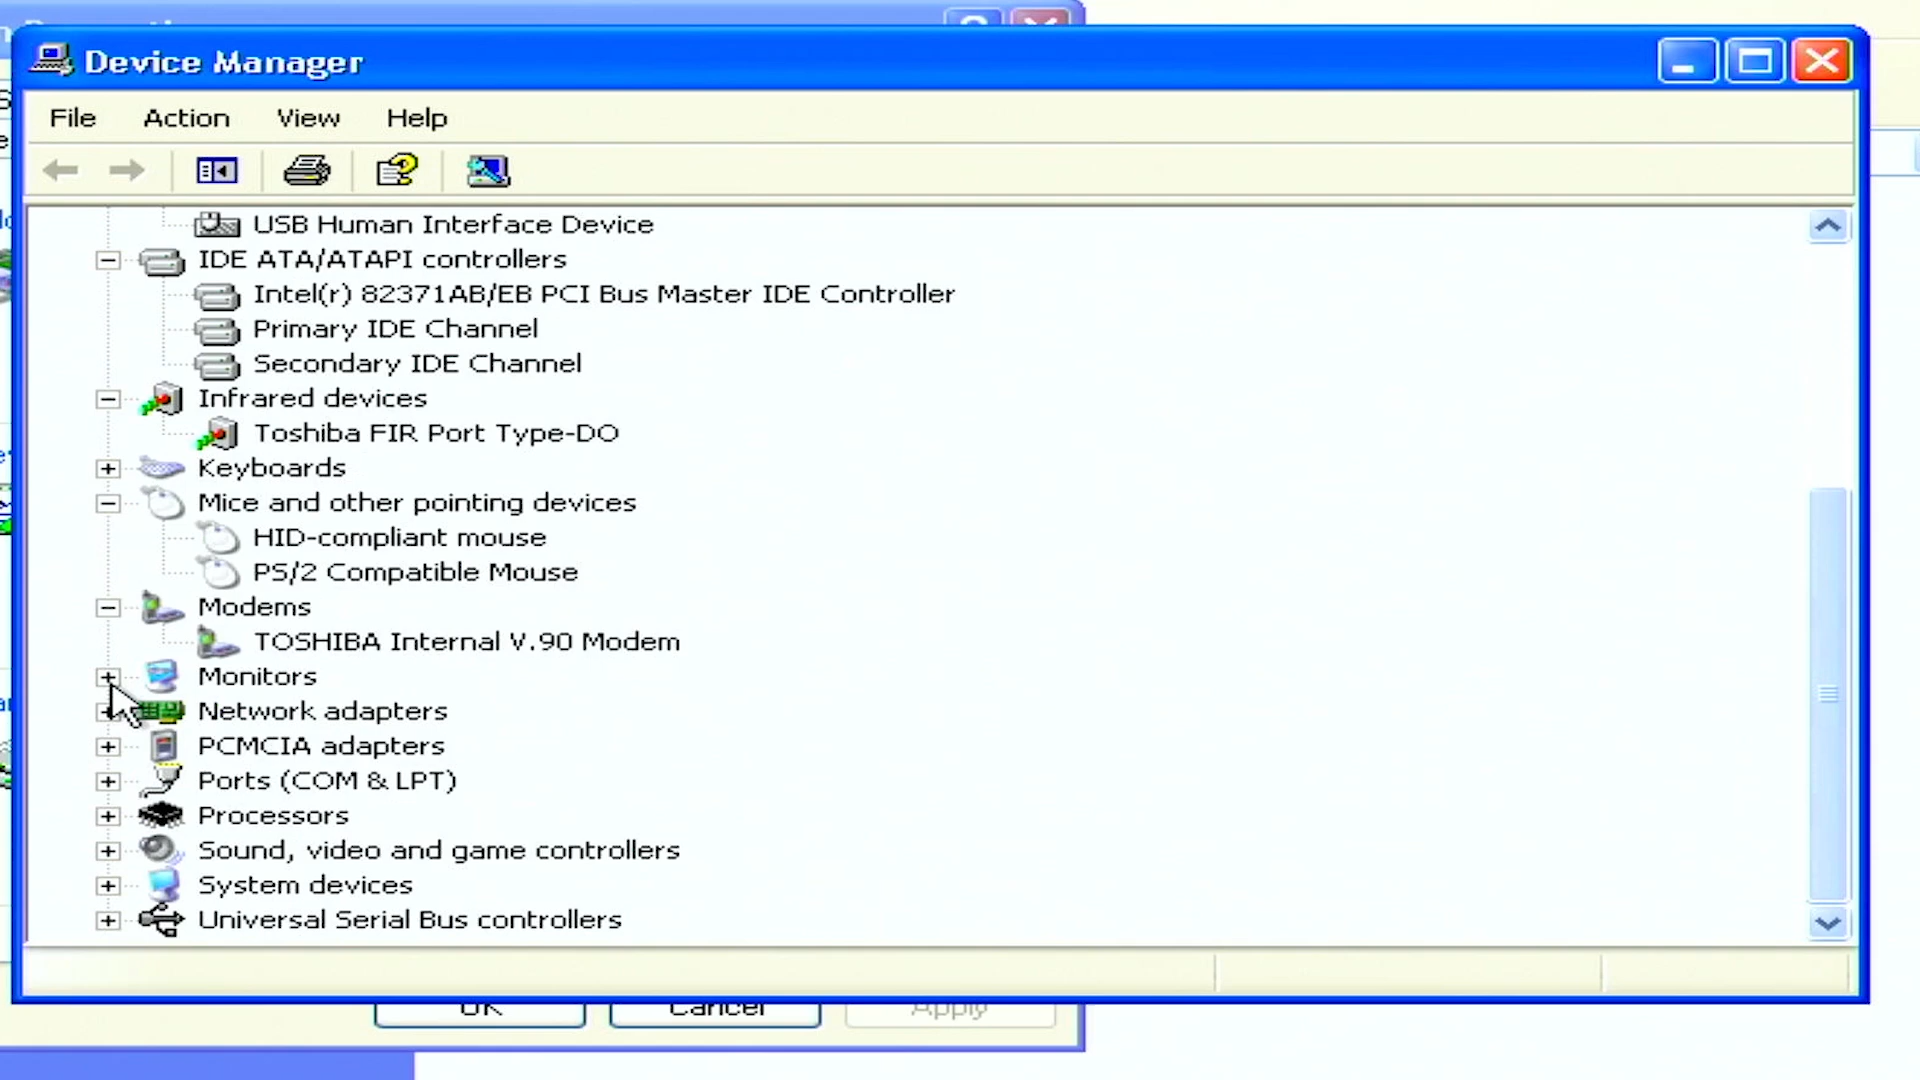 Device Manager
File Action View Help
USB Human Interface Device
IDE ATA/ATAPI controllers
Intel(r) 82371AB/EB PCI Bus Master IDE Controller
Primary IDE Channel
Secondary IDE Channel
Infrared devices
Toshiba FIR Port Type-DO
Keyboards
Mice and other pointing devices
HID-compliant mouse
PS/2 Compatible Mouse
Modems
TOSHIBA Internal V.90 Modem
Monitors
Network adapters
PCMCIA adapters
Ports (COM & LPT)
Processors
Sound, video and game controllers
System devices
Universal Serial Bus controllers
OK Cancel Apply